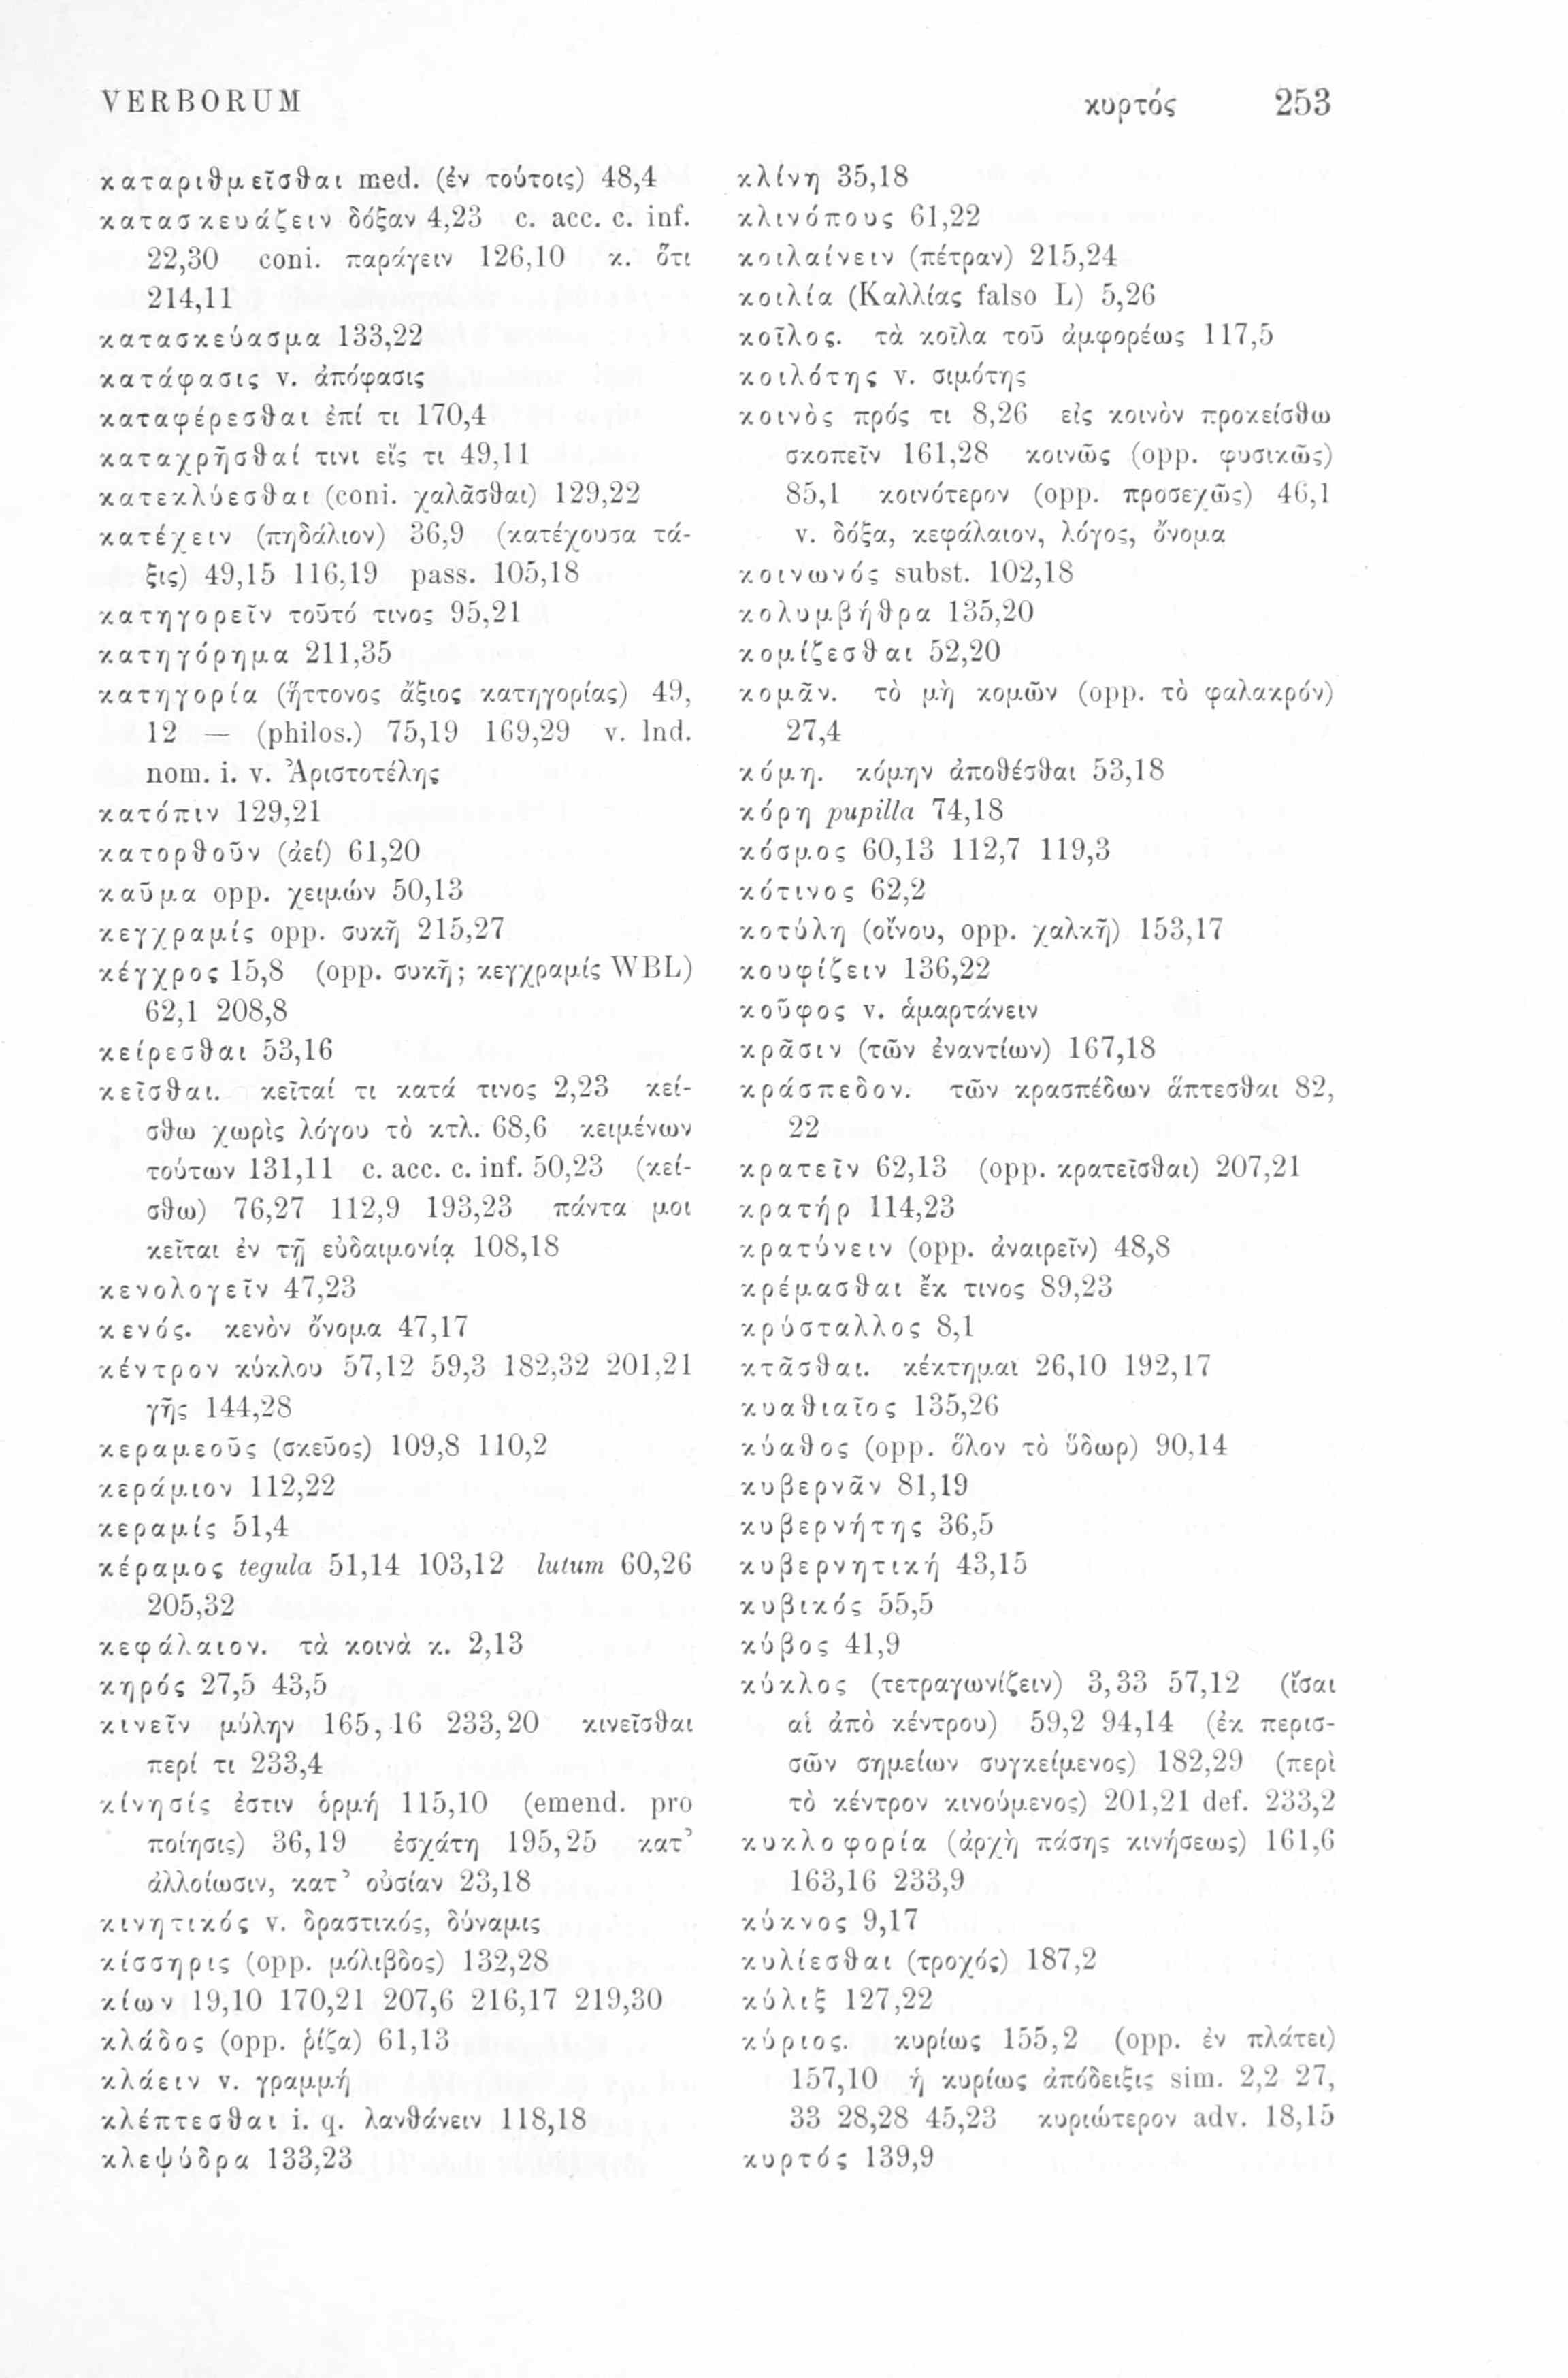 VERBORUM κυρτός 253
καταριθμεῖσθαι med. (ἐν τούτοις) 48,4
κατασκευάζειν δόξαν 4,23 c. acc. c. inf.
22,30 coni. παράγειν 126,10 κ. ὅτι
214,11
κατασκεύασμα 133,22
κατάφασις v. ἀπόφασις
καταφέρεσθαι ἐπί τι 170,4
καταχρῆσθαί τινι εἴς τι 49,11
κατεκλύεσθαι (coni. χαλᾶσθαι) 129,22
κατέχειν (πηδάλιον) 36,9 (κατέχουσα τά-
ξις) 49,15 116,19 pass. 105,18
κατηγορεῖν τοῦτό τινος 95,21
κατηγόρημα 211,35
κατηγορία (ἥττονος ἄξιος κατηγορίας) 49,
12 — (philos.) 75,19 169,29 v. Ind.
nom. i. v. Ἀριστοτέλης
κατόπιν 129,21
κατορθοῦν (ἀεί) 61,20
καῦμα opp. χειμών 50,13
κεγχραμίς opp. συκῆ 215,27
κέγχρος 15,8 (opp. συκῆ; κεγχραμίς WBL)
62,1 208,8
κείρεσθαι 53,16
κεῖσθαι. κεῖταί τι κατά τινος 2,23 κεί-
σθω χωρὶς λόγου τὸ κτλ. 68,6 κειμένων
τούτων 131,11 c. acc. c. inf. 50,23 (κεί-
σθω) 76,27 112,9 193,23 πάντα μοι
κεῖται ἐν τῇ εὐδαιμονίᾳ 108,18
κενολογεῖν 47,23
κενός. κενὸν ὄνομα 47,17
κέντρον κύκλου 57,12 59,3 182,32 201,21
γῆς 144,28
κεραμεοῦς (σκεῦος) 109,8 110,2
κεράμιον 112,22
κεραμίς 51,4
κέραμος tegula 51,14 103,12 lutum 60,26
205,32
κεφάλαιον. τὰ κοινὰ κ. 2,13
κηρός 27,5 43,5
κινεῖν μύλην 165,16 233,20 κινεῖσθαι
περί τι 233,4
κίνησίς ἐστιν ὁρμή 115,10 (emend. pro
ποίησις) 36,19 ἐσχάτη 195,25 κατ’
ἀλλοίωσιν, κατ’ οὐσίαν 23,18
κινητικός v. δραστικός, δύναμις
κίσσηρις (opp. μόλιβδος) 132,28
κίων 19,10 170,21 207,6 216,17 219,30
κλάδος (opp. ῥίζα) 61,13
κλάειν v. γραμμή
κλέπτεσθαι i. q. λανθάνειν 118,18
κλεψύδρα 133,23
κλίνη 35,18
κλινόπους 61,22
κοιλαίνειν (πέτραν) 215,24
κοιλία (Καλλίας falso L) 5,26
κοῖλος. τὰ κοῖλα τοῦ ἀμφορέως 117,5
κοιλότης v. σιμότης
κοινὸς πρός τι 8,26 εἰς κοινὸν προκείσθω
σκοπεῖν 161,28 κοινῶς (opp. φυσικῶς)
85,1 κοινότερον (opp. προσεχῶς) 46,1
v. δόξα, κεφάλαιον, λόγος, ὄνομα
κοινωνός subst. 102,18
κολυμβήθρα 135,20
κομίζεσθαι 52,20
κομᾶν. τὸ μὴ κομῶν (opp. τὸ φαλακρόν)
27,4
κόμη. κόμην ἀποθέσθαι 53,18
κόρη pupilla 74,18
κόσμος 60,13 112,7 119,3
κότινος 62,2
κοτύλη (οἴνου, opp. χαλκῆ) 153,17
κουφίζειν 136,22
κοῦφος v. ἁμαρτάνειν
κρᾶσιν (τῶν ἐναντίων) 167,18
κράσπεδον. τῶν κρασπέδων ἅπτεσθαι 82,
22
κρατεῖν 62,13 (opp. κρατεῖσθαι) 207,21
κρατήρ 114,23
κρατύνειν (opp. ἀναιρεῖν) 48,8
κρέμασθαι ἔκ τινος 89,23
κρύσταλλος 8,1
κτᾶσθαι. κέκτημαι 26,10 192,17
κυαθιαῖος 135,26
κύαθος (opp. ὅλον τὸ ὕδωρ) 90,14
κυβερνᾶν 81,19
κυβερνήτης 36,5
κυβερνητική 43,15
κυβικός 55,5
κύβος 41,9
κύκλος (τετραγωνίζειν) 3,33 57,12 (ἴσαι
αἱ ἀπὸ κέντρου) 59,2 94,14 (ἐκ περισ-
σῶν σημείων συγκείμενος) 182,29 (περὶ
τὸ κέντρον κινούμενος) 201,21 def. 233,2
κυκλοφορία (ἀρχὴ πάσης κινήσεως) 161,6
163,16 233,9
κύκνος 9,17
κυλίεσθαι (τροχός) 187,2
κύλιξ 127,22
κύριος. κυρίως 155,2 (opp. ἐν πλάτει)
157,10 ἡ κυρίως ἀπόδειξις sim. 2,2 27,
33 28,28 45,23 κυριώτερον adv. 18,15
κυρτός 139,9